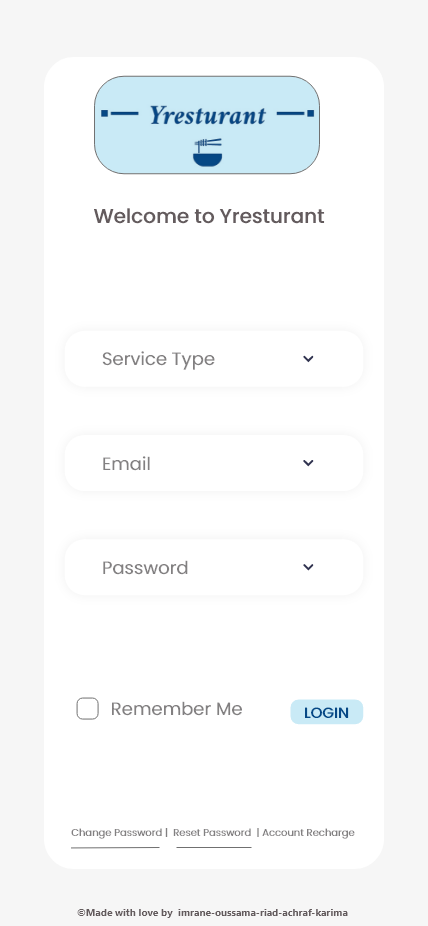 Yresturant
Welcome to Yresturant
Service Type
Email
Password
Remember Me
LOGIN
Change Password | Reset Password | Account Recharge
©Made with love by imrane-oussama-riad-achraf-karima